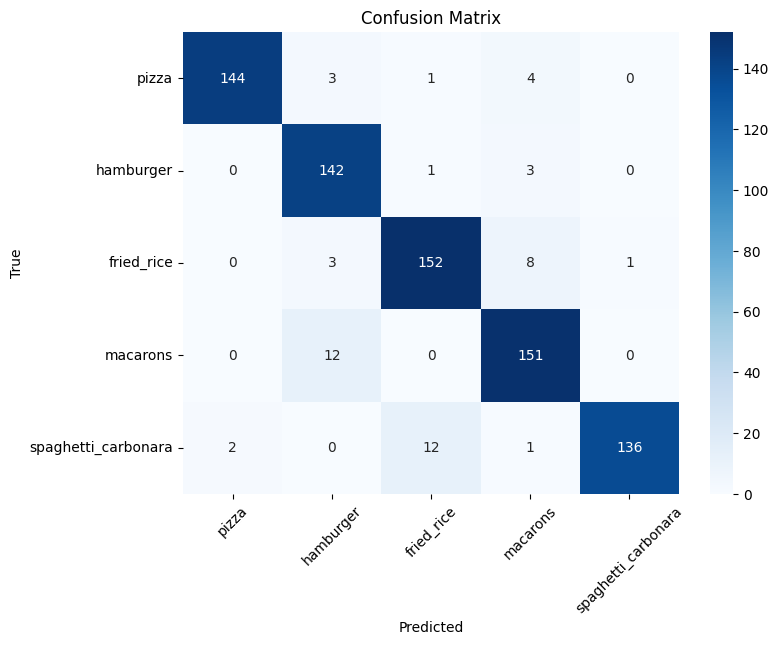 Confusion Matrix
True
pizza 144 3 1 4 0
hamburger 0 142 1 3 0
fried_rice 0 3 152 8 1
macarons 0 12 0 151 0
spaghetti_carbonara 2 0 12 1 136
pizza hamburger fried_rice macarons spaghetti_carbonara
Predicted
140
120
100
80
60
40
20
0